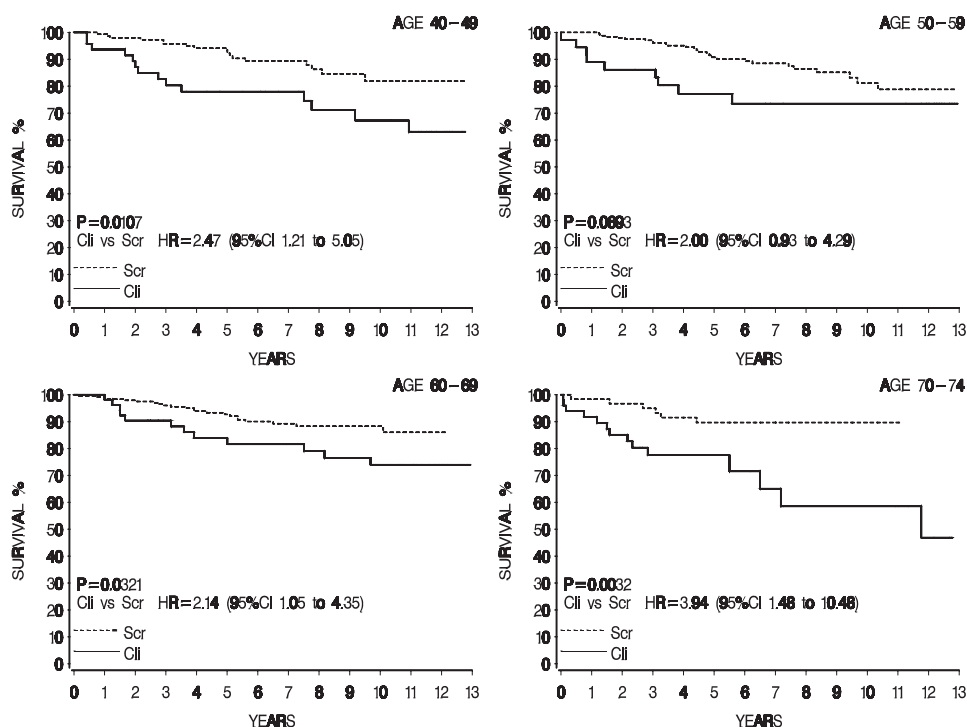 AGE 40-49
SURVIVAL %
100
90
80
70
60
50
40
30
20
10
0
P=0.0107
Cli vs Scr HR=2.47 (95%CI 1.21 to 5.05)
Scr
Cli
0 1 2 3 4 5 6 7 8 9 10 11 12 13
YEARS
AGE 50-59
SURVIVAL %
100
90
80
70
60
50
40
30
20
10
0
P=0.0693
Cli vs Scr HR=2.00 (95%CI 0.93 to 4.29)
Scr
Cli
0 1 2 3 4 5 6 7 8 9 10 11 12 13
YEARS
AGE 60-69
SURVIVAL %
100
90
80
70
60
50
40
30
20
10
0
P=0.0321
Cli vs Scr HR=2.14 (95%CI 1.05 to 4.35)
Scr
Cli
0 1 2 3 4 5 6 7 8 9 10 11 12 13
YEARS
AGE 70-74
SURVIVAL %
100
90
80
70
60
50
40
30
20
10
0
P=0.0032
Cli vs Scr HR=3.94 (95%CI 1.48 to 10.48)
Scr
Cli
0 1 2 3 4 5 6 7 8 9 10 11 12 13
YEARS